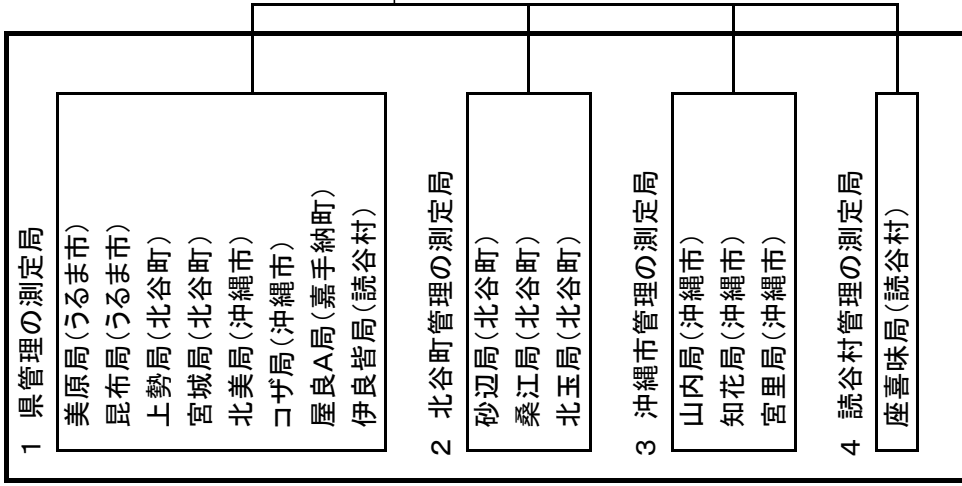 1 県管理の測定局
美原局(うるま市)
昆布局(うるま市)
上勢局(北谷町)
宮城局(北谷町)
北美局(沖縄市)
コザ局(沖縄市)
屋良A局(嘉手納町)
伊良皆局(読谷村)
2 北谷町管理の測定局
砂辺局(北谷町)
桑江局(北谷町)
北玉局(北谷町)
3 沖縄市管理の測定局
山内局(沖縄市)
知花局(沖縄市)
宮里局(沖縄市)
4 読谷村管理の測定局
座喜味局(読谷村)